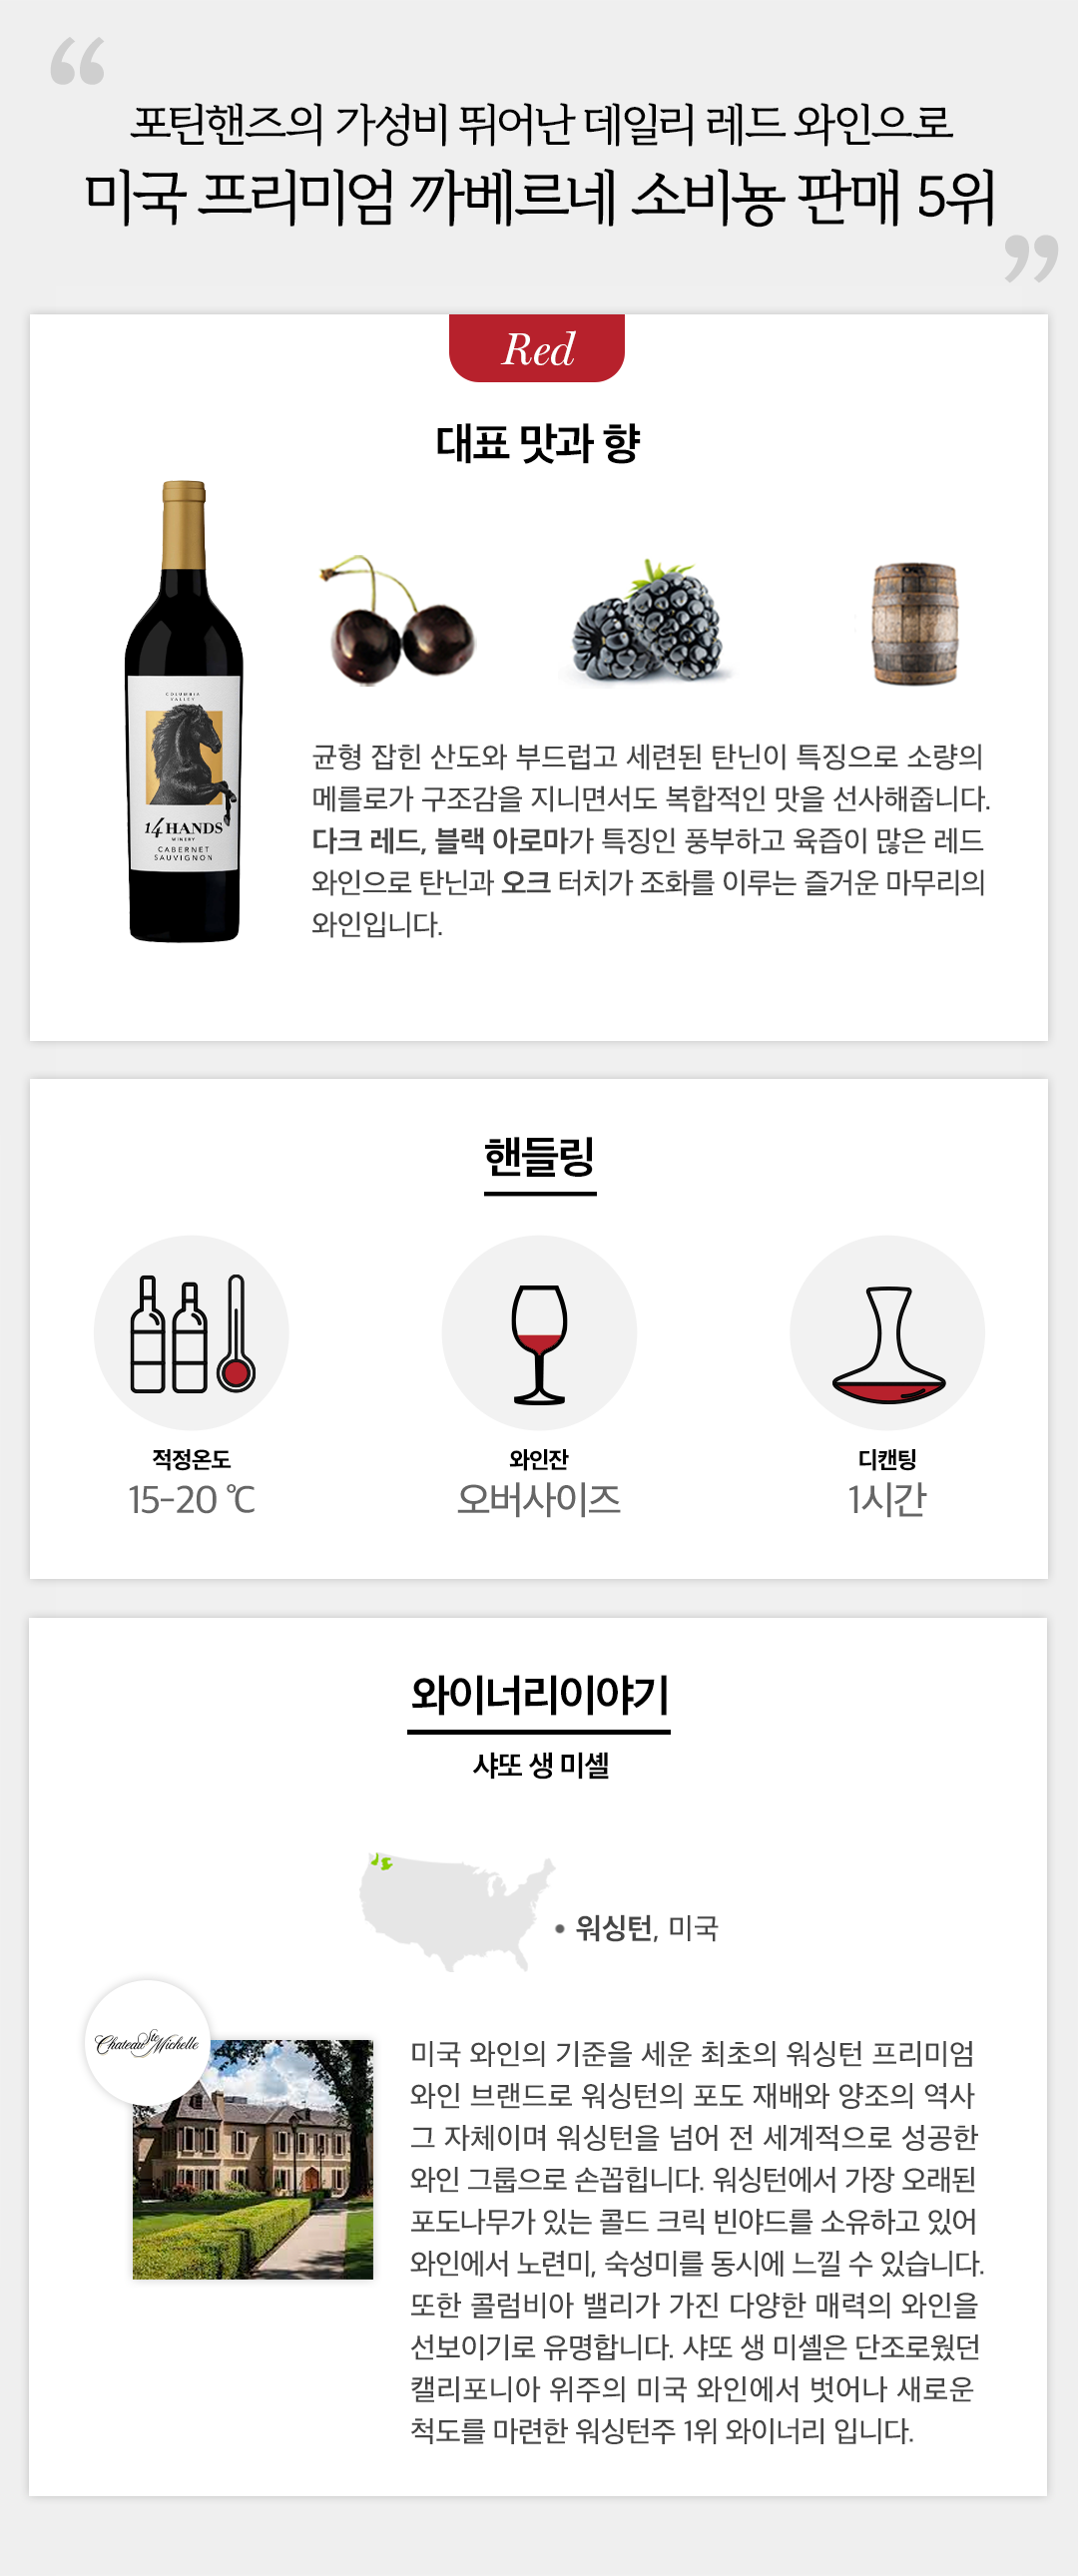 “
포틴핸즈의 가성비 뛰어난 데일리 레드 와인으로
미국 프리미엄 까베르네 소비뇽 판매 5위
”
Red
대표 맛과 향
COLUMBIA
VALLEY
14 HANDS
WINERY
CABERNET
SAUVIGNON
균형 잡힌 산도와 부드럽고 세련된 탄닌이 특징으로 소량의
메를로가 구조감을 지니면서도 복합적인 맛을 선사해줍니다.
다크 레드, 블랙 아로마가 특징인 풍부하고 육즙이 많은 레드
와인으로 탄닌과 오크 터치가 조화를 이루는 즐거운 마무리의
와인입니다.
핸들링
적정온도
15-20 ℃
와인잔
오버사이즈
디캔팅
1시간
와이너리이야기
샤또 생 미셸
• 워싱턴, 미국
Chateau Ste Michelle
미국 와인의 기준을 세운 최초의 워싱턴 프리미엄
와인 브랜드로 워싱턴의 포도 재배와 양조의 역사
그 자체이며 워싱턴을 넘어 전 세계적으로 성공한
와인 그룹으로 손꼽힙니다. 워싱턴에서 가장 오래된
포도나무가 있는 콜드 크릭 빈야드를 소유하고 있어
와인에서 노련미, 숙성미를 동시에 느낄 수 있습니다.
또한 콜럼비아 밸리가 가진 다양한 매력의 와인을
선보이기로 유명합니다. 샤또 생 미셸은 단조로웠던
캘리포니아 위주의 미국 와인에서 벗어나 새로운
척도를 마련한 워싱턴주 1위 와이너리 입니다.